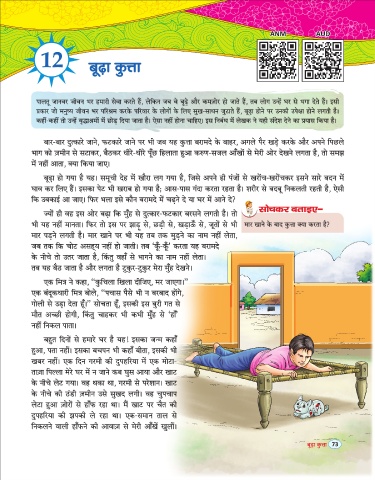 ANM
AUD
12
बूढ़ा कुत्ता
पालतू जानवर जीवन भर हमारी सेवा करते हैं, लेकिन जब वे बूढ़े और कमज़ोर हो जाते हैं, तब लोग उन्हें घर से भगा देते हैं। इसी
प्रकार जो मनुष्य जीवन भर परिश्रम करके परिवार के लोगों के लिए सुख-साधन जुटाते हैं, बूढ़ा होने पर उनकी उपेक्षा होने लगती है।
कहीं-कहीं तो उन्हें वृद्धाश्रमों में छोड़ दिया जाता है। ऐसा नहीं होना चाहिए। इस निबंध में लेखक ने यही संदेश देने का प्रयास किया है।
बार-बार दुत्कारे जाने, फटकारे जाने पर भी जब यह कुत्ता बरामदे के बाहर, अगले पैर खड़े करके और अपने पिछले
भाग को ज़मीन से सटाकर, बैठकर धीरे-धीरे पूँछ हिलाता हुआ करुण-सजल आँखों से मेरी ओर देखने लगता है, तो समझ
में नहीं आता, क्या किया जाए।
बूढ़ा हो गया है यह। समूची देह में खौरा लग गया है, जिसे अपने ही पंजों से खरोंच-खरोंचकर इसने सारे बदन में
घाव कर लिए हैं। इसका पेट भी खराब हो गया है; आस-पास गंदा करता रहता है। शरीर से बदबू निकलती रहती है, ऐसी
कि उबकाई आ जाए। फिर भला इसे कौन बरामदे में चढ़ने दे या घर में आने दे?
ज्यों ही वह इस ओर बढ़ा कि मुँह से दुत्कार-फटकार बरसने लगती है। तो
भी यह नहीं मानता। फिर तो इस पर झाड़ू से, छड़ी से, खड़ाऊँ से, जूतों से भी
मार पड़ने लगती है। मार खाने पर भी यह तब तक मुड़ने का नाम नहीं लेता,
जब तक कि चोट असह्य नहीं हो जाती। तब 'कूँ-कूँ' करता यह बरामदे
के नीचे तो उतर जाता है, किंतु वहाँ से भागने का नाम नहीं लेता।
तब यह बैठ जाता है और लगता है टुकुर-टुकुर मेरा मुँह देखने।
सोचकर बताइए–
मार खाने के बाद कुत्ता क्या करता है?
एक मित्र ने कहा, "कुचिला खिला दीजिए, मर जाएगा।"
एक बंदूकधारी मित्र बोले, "पचास पैसे भी न बरबाद होंगे,
गोली से उड़ा देता हूँ।" सोचता हूँ, इसकी इस बुरी गत से
मौत अच्छी होगी, किंतु चाहकर भी कभी मुँह से 'हाँ'
नहीं निकल पाता।
बहुत दिनों से हमारे घर है यह। इसका जन्म कहाँ
हुआ, पता नहीं। इसका बचपन भी कहाँ बीता, इसकी भी
खबर नहीं। एक दिन गरमी की दुपहरिया में एक मोटा-
ताज़ा पिल्ला मेरे घर में न जाने कब घुस आया और खाट
के नीचे लेट गया। वह थका था, गरमी से परेशान। खाट
के नीचे की ठंडी ज़मीन उसे सुखद लगी। वह चुपचाप
लेटा हुआ ज़ोरों से हाँफ रहा था। मैं खाट पर चैत की
दुपहरिया की झपकी ले रहा था। एक-समान ताल से
निकलने वाली हाँफने की आवाज़ से मेरी आँखें खुलीं।
बूढ़ा कुत्ता 73